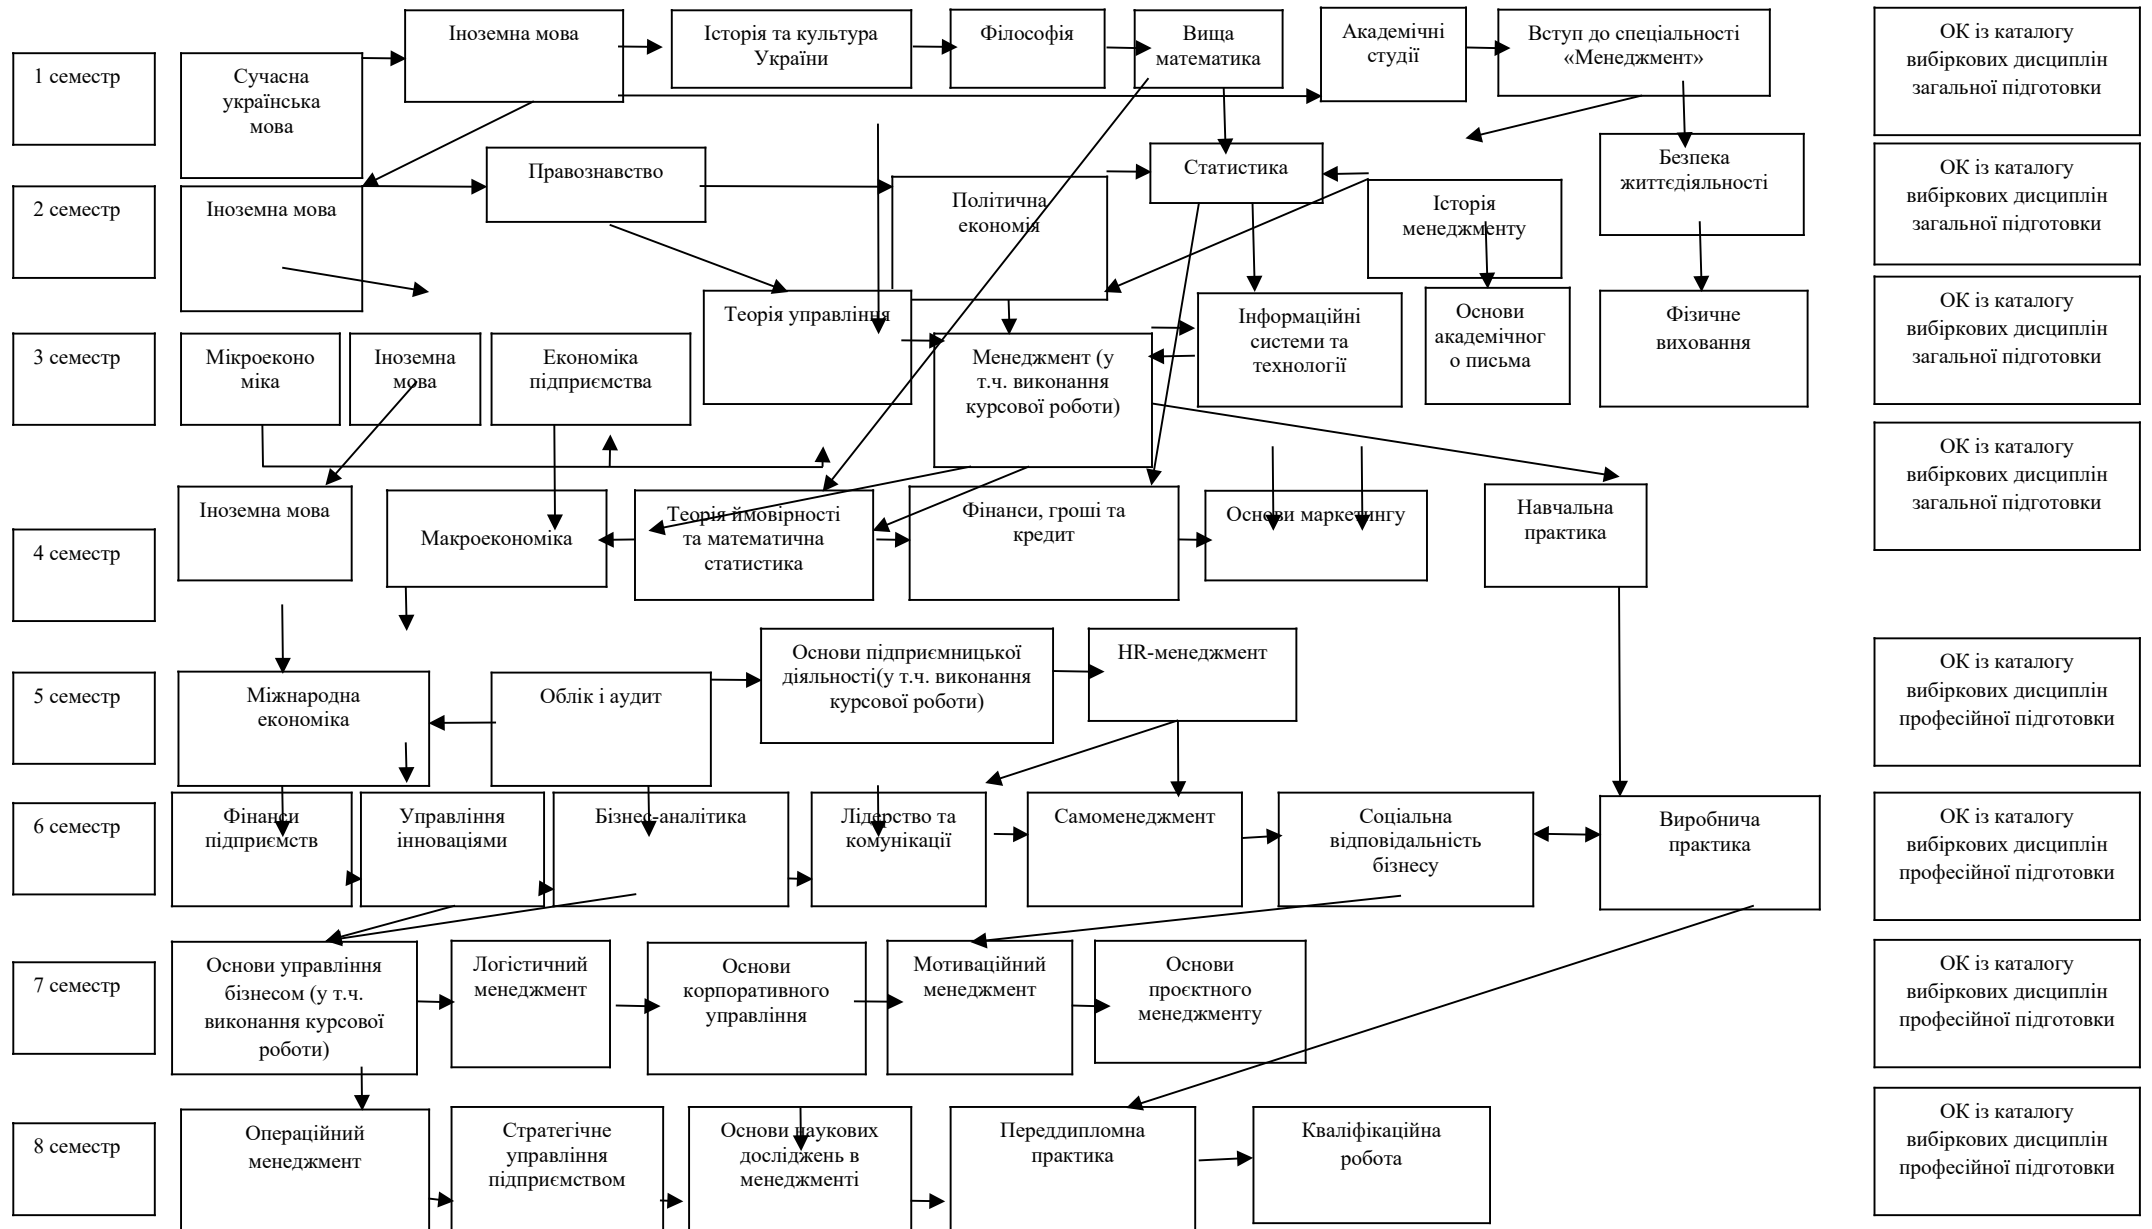 1 семестр
Сучасна
українська
мова
Іноземна мова
Історія та культура
України
Філософія
Вища
математика
Академічні
студії
Вступ до спеціальності
«Менеджмент»
ОК із каталогу
вибіркових дисциплін
загальної підготовки
2 семестр
Іноземна мова
Правознавство
Політична
економія
Статистика
Історія
менеджменту
Безпека
життєдіяльності
ОК із каталогу
вибіркових дисциплін
загальної підготовки
3 семестр
Мікроеконо
міка
Іноземна
мова
Економіка
підприємства
Теорія управління
Менеджмент (у
т.ч. виконання
курсової роботи)
Інформаційні
системи та
технології
Основи
академічног
о письма
Фізичне
виховання
ОК із каталогу
вибіркових дисциплін
загальної підготовки
4 семестр
Іноземна мова
Макроекономіка
Теорія ймовірності
та математична
статистика
Фінанси, гроші та
кредит
Основи маркетингу
Навчальна
практика
ОК із каталогу
вибіркових дисциплін
загальної підготовки
5 семестр
Міжнародна
економіка
Облік і аудит
Основи підприємницької
діяльності(у т.ч. виконання
курсової роботи)
HR-менеджмент
ОК із каталогу
вибіркових дисциплін
професійної підготовки
6 семестр
Фінанси
підприємств
Управління
інноваціями
Бізнес-аналітика
Лідерство та
комунікації
Самоменеджмент
Соціальна
відповідальність
бізнесу
Виробнича
практика
ОК із каталогу
вибіркових дисциплін
професійної підготовки
7 семестр
Основи управління
бізнесом (у т.ч.
виконання курсової
роботи)
Логістичний
менеджмент
Основи
корпоративного
управління
Мотиваційний
менеджмент
Основи
проєктного
менеджменту
ОК із каталогу
вибіркових дисциплін
професійної підготовки
8 семестр
Операційний
менеджмент
Стратегічне
управління
підприємством
Основи наукових
досліджень в
менеджменті
Переддипломна
практика
Кваліфікаційна
робота
ОК із каталогу
вибіркових дисциплін
професійної підготовки